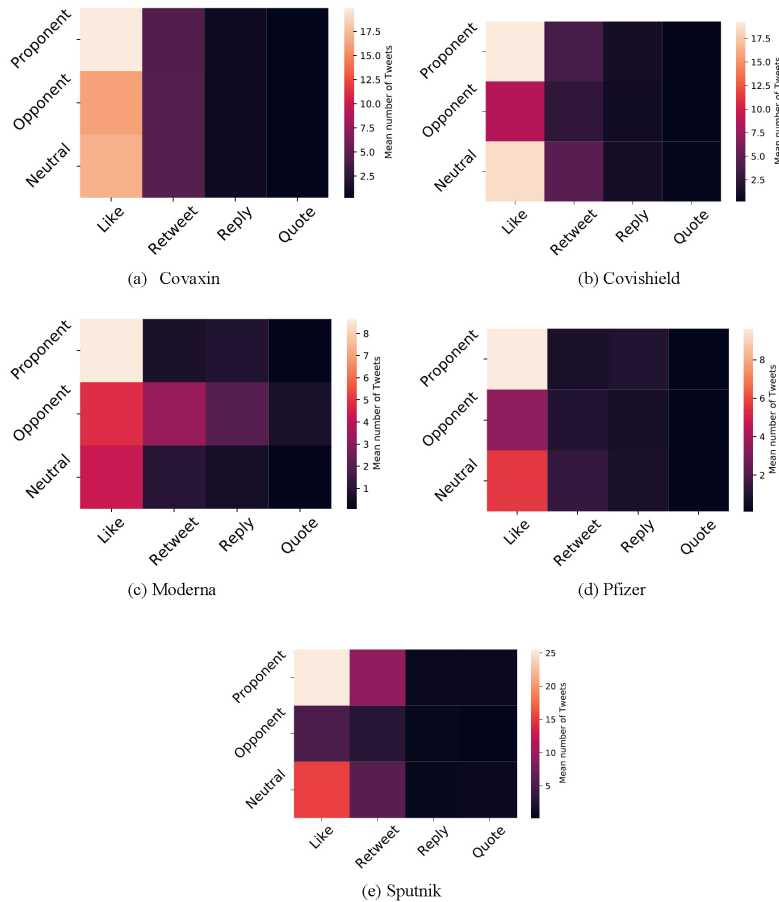 Proponent
Opponent
Neutral
Like
Retweet
Reply
Quote
17.5
15.0
12.5
10.0
7.5
5.0
2.5
Mean number of Tweets
(a) Covaxin
Proponent
Opponent
Neutral
Like
Retweet
Reply
Quote
17.5
15.0
12.5
10.0
7.5
5.0
2.5
Mean number of Tweets
(b) Covishield
Proponent
Opponent
Neutral
Like
Retweet
Reply
Quote
8
7
6
5
4
3
2
1
Mean number of Tweets
(c) Moderna
Proponent
Opponent
Neutral
Like
Retweet
Reply
Quote
8
6
4
2
Mean number of Tweets
(d) Pfizer
Proponent
Opponent
Neutral
Like
Retweet
Reply
Quote
25
20
15
10
5
Mean number of Tweets
(e) Sputnik